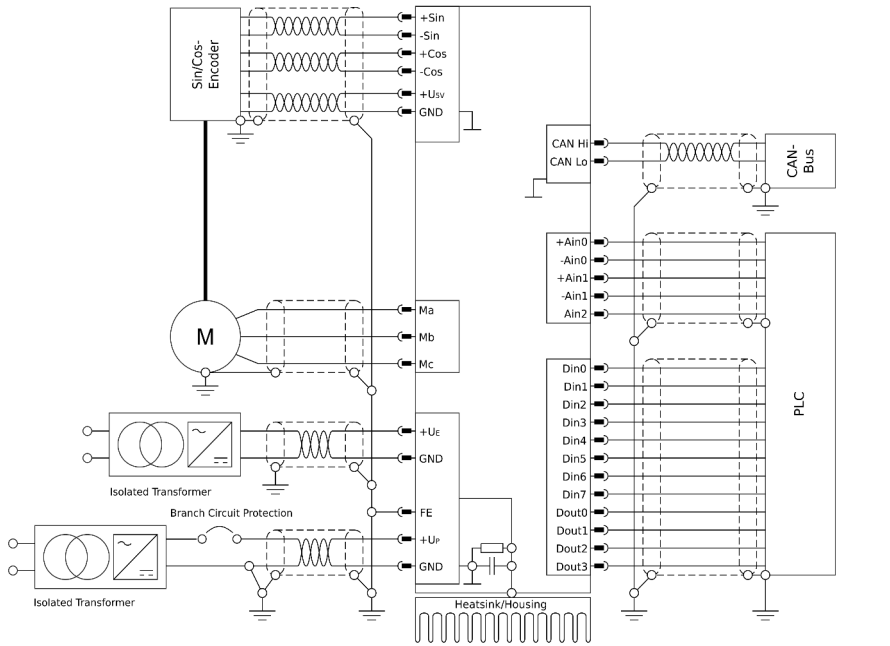 Sin/Cos-
Encoder
+Sin
-Sin
+Cos
-Cos
+U5V
GND
CAN Hi
CAN Lo
CAN-
Bus
+Ain0
-Ain0
+Ain1
-Ain1
Ain2
M
Ma
Mb
Mc
Din0
Din1
Din2
Din3
Din4
Din5
Din6
Din7
Dout0
Dout1
Dout2
Dout3
PLC
+UE
GND
Isolated Transformer
Branch Circuit Protection
FE
+UP
GND
Isolated Transformer
Heatsink/Housing